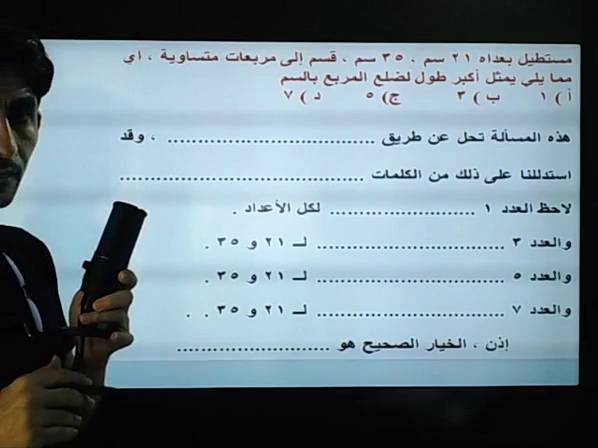 مستطيل بعداه ٢١ سم ، ٣٥ سم ، قسم إلى مربعات متساوية ، أي
مما يلي يمثل أكبر طول لضلع المربع بالسم
أ ) ١ ب ) ٣ ج) ٥ د ) ٧
هذه المسألة تحل عن طريق .................................. ، وقد
استدللنا على ذلك من الكلمات ........................................
لاحظ العدد ١ ........................ لكل الأعداد .
والعدد ٣ ............................... لـ ٢١ و ٣٥ .
والعدد ٥ ............................... لـ ٢١ و ٣٥ .
والعدد ٧ ............................... لـ ٢١ و ٣٥ . .
إذن ، الخيار الصحيح هو .........................